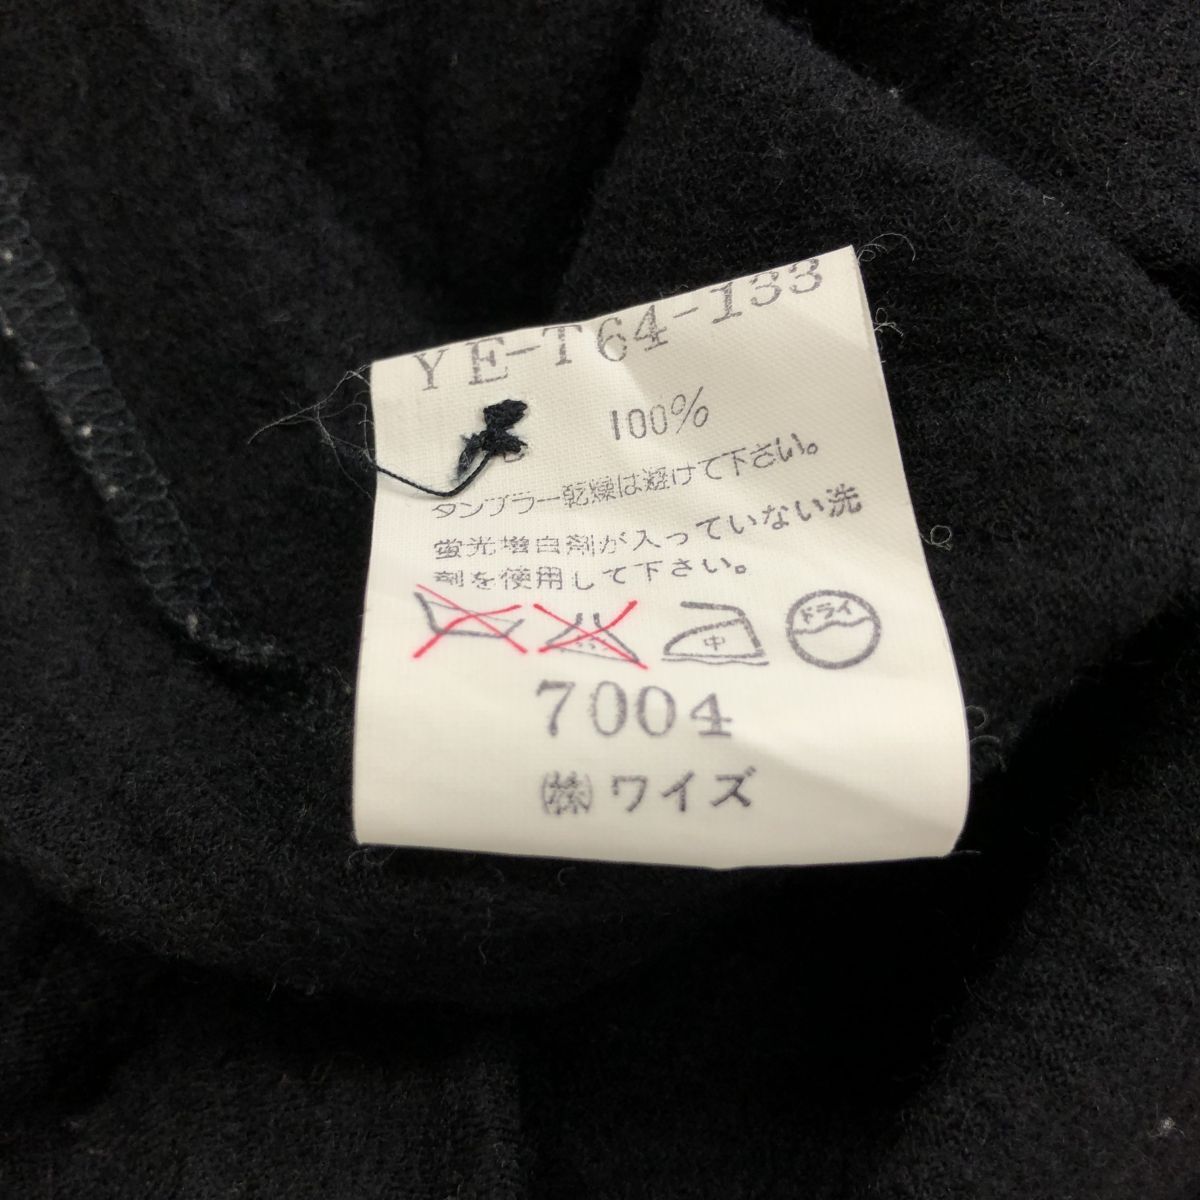 YE-T64-133
100%
タンブラー乾燥は避けて下さい。
蛍光増白剤が入っていない洗
剤を使用して下さい。
中 ドライ
7004
㈱ワイズ